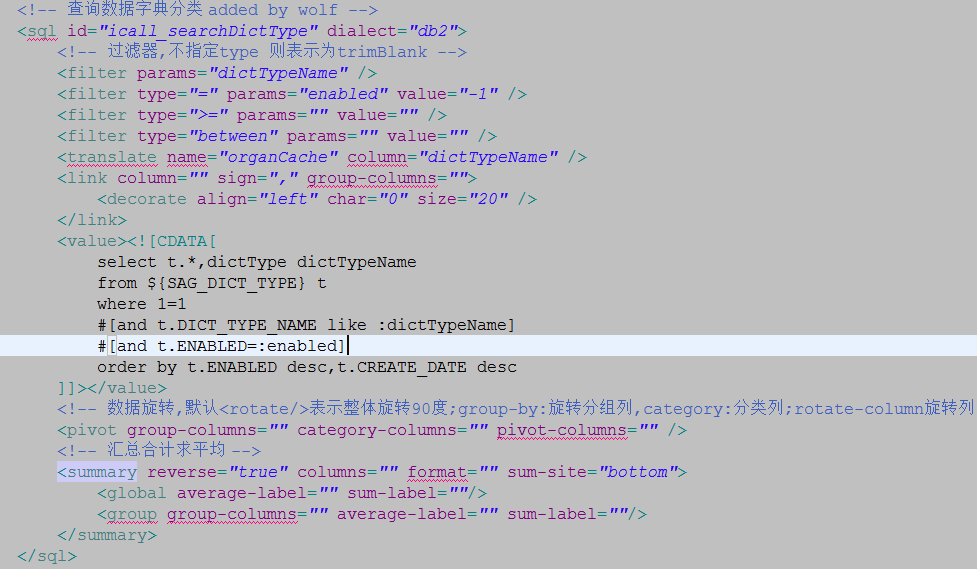 <!-- 查询数据字典分类 added by wolf -->
<sql id="icall_searchDictType" dialect="db2">
<!-- 过滤器,不指定type 则表示为trimBlank -->
<filter params="dictTypeName" />
<filter type="=" params="enabled" value="-1" />
<filter type=">=" params="" value="" />
<filter type="between" params="" value="" />
<translate name="organCache" column="dictTypeName" />
<link column="" sign="," group-columns="">
<decorate align="left" char="0" size="20" />
</link>
<value><![CDATA[
select t.*,dictType dictTypeName
from ${SAG_DICT_TYPE} t
where 1=1
#[and t.DICT_TYPE_NAME like :dictTypeName]
#[and t.ENABLED=:enabled]
order by t.ENABLED desc,t.CREATE_DATE desc
]]></value>
<!-- 数据旋转,默认<rotate/>表示整体旋转90度;group-by:旋转分组列,category:分类列;rotate-column旋转列
<pivot group-columns="" category-columns="" pivot-columns="" />
<!-- 汇总合计求平均 -->
<summary reverse="true" columns="" format="" sum-site="bottom">
<global average-label="" sum-label=""/>
<group group-columns="" average-label="" sum-label=""/>
</summary>
</sql>